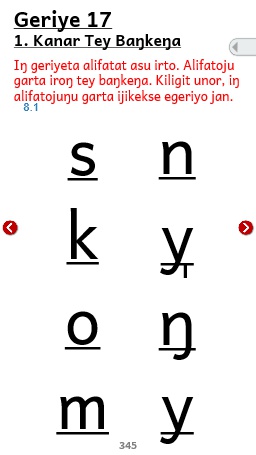 Geriye 17
1. Kanar Tey Baŋkeŋa
Iŋ geriyeta alifatat asu irto. Alifatoju
garta iroŋ tey baŋkeŋa. Kiligit unor, iŋ
alifatojuŋu garta ijikekse egeriyo jan.
8.1
s n
k y
o ŋ
m y
345